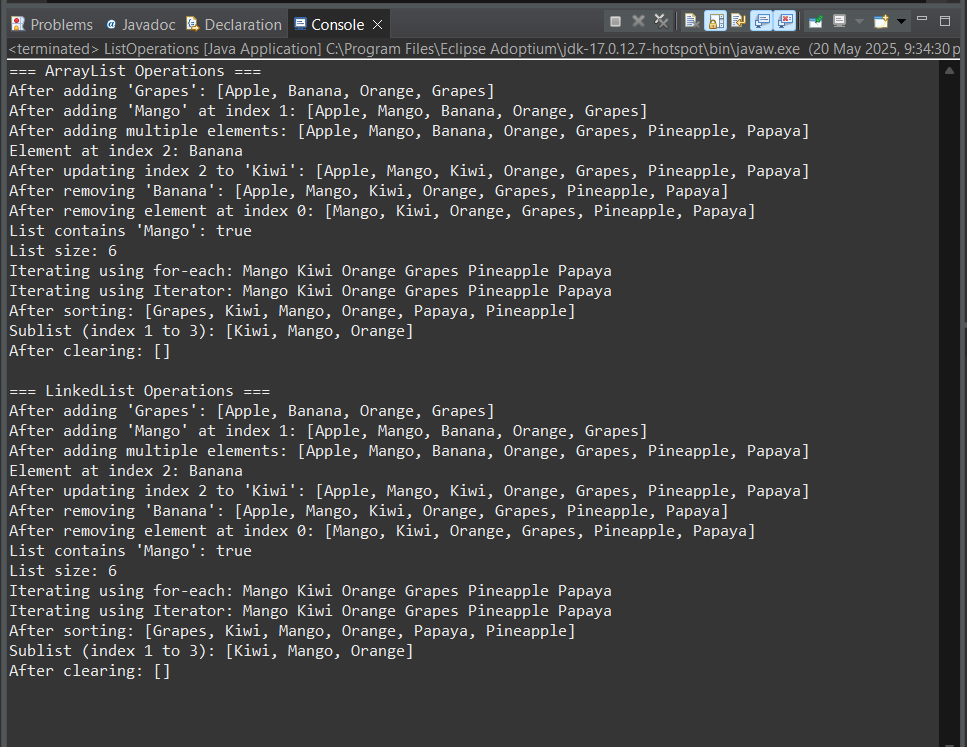 Problems Javadoc Declaration Console
<terminated> ListOperations [Java Application] C:\Program Files\Eclipse Adoptium\jdk-17.0.12.7-hotspot\bin\javaw.exe (20 May 2025, 9:34:30 p
=== ArrayList Operations ===
After adding 'Grapes': [Apple, Banana, Orange, Grapes]
After adding 'Mango' at index 1: [Apple, Mango, Banana, Orange, Grapes]
After adding multiple elements: [Apple, Mango, Banana, Orange, Grapes, Pineapple, Papaya]
Element at index 2: Banana
After updating index 2 to 'Kiwi': [Apple, Mango, Kiwi, Orange, Grapes, Pineapple, Papaya]
After removing 'Banana': [Apple, Mango, Kiwi, Orange, Grapes, Pineapple, Papaya]
After removing element at index 0: [Mango, Kiwi, Orange, Grapes, Pineapple, Papaya]
List contains 'Mango': true
List size: 6
Iterating using for-each: Mango Kiwi Orange Grapes Pineapple Papaya
Iterating using Iterator: Mango Kiwi Orange Grapes Pineapple Papaya
After sorting: [Grapes, Kiwi, Mango, Orange, Papaya, Pineapple]
Sublist (index 1 to 3): [Kiwi, Mango, Orange]
After clearing: []

=== LinkedList Operations ===
After adding 'Grapes': [Apple, Banana, Orange, Grapes]
After adding 'Mango' at index 1: [Apple, Mango, Banana, Orange, Grapes]
After adding multiple elements: [Apple, Mango, Banana, Orange, Grapes, Pineapple, Papaya]
Element at index 2: Banana
After updating index 2 to 'Kiwi': [Apple, Mango, Kiwi, Orange, Grapes, Pineapple, Papaya]
After removing 'Banana': [Apple, Mango, Kiwi, Orange, Grapes, Pineapple, Papaya]
After removing element at index 0: [Mango, Kiwi, Orange, Grapes, Pineapple, Papaya]
List contains 'Mango': true
List size: 6
Iterating using for-each: Mango Kiwi Orange Grapes Pineapple Papaya
Iterating using Iterator: Mango Kiwi Orange Grapes Pineapple Papaya
After sorting: [Grapes, Kiwi, Mango, Orange, Papaya, Pineapple]
Sublist (index 1 to 3): [Kiwi, Mango, Orange]
After clearing: []